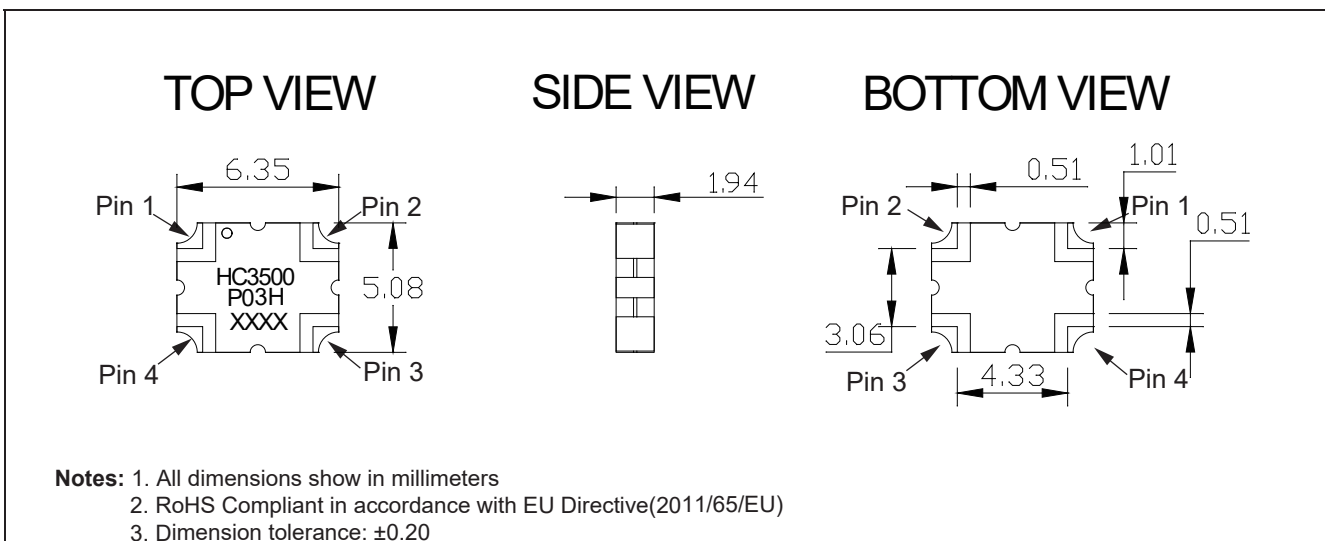 TOP VIEW
SIDE VIEW
BOTTOM VIEW
6.35
Pin 1
Pin 2
HC3500
P03H
XXXX
5.08
Pin 4
Pin 3
1.94
0.51
1.01
Pin 2
Pin 1
0.51
3.06
Pin 3
4.33
Pin 4
Notes: 1. All dimensions show in millimeters
2. RoHS Compliant in accordance with EU Directive(2011/65/EU)
3. Dimension tolerance: ±0.20